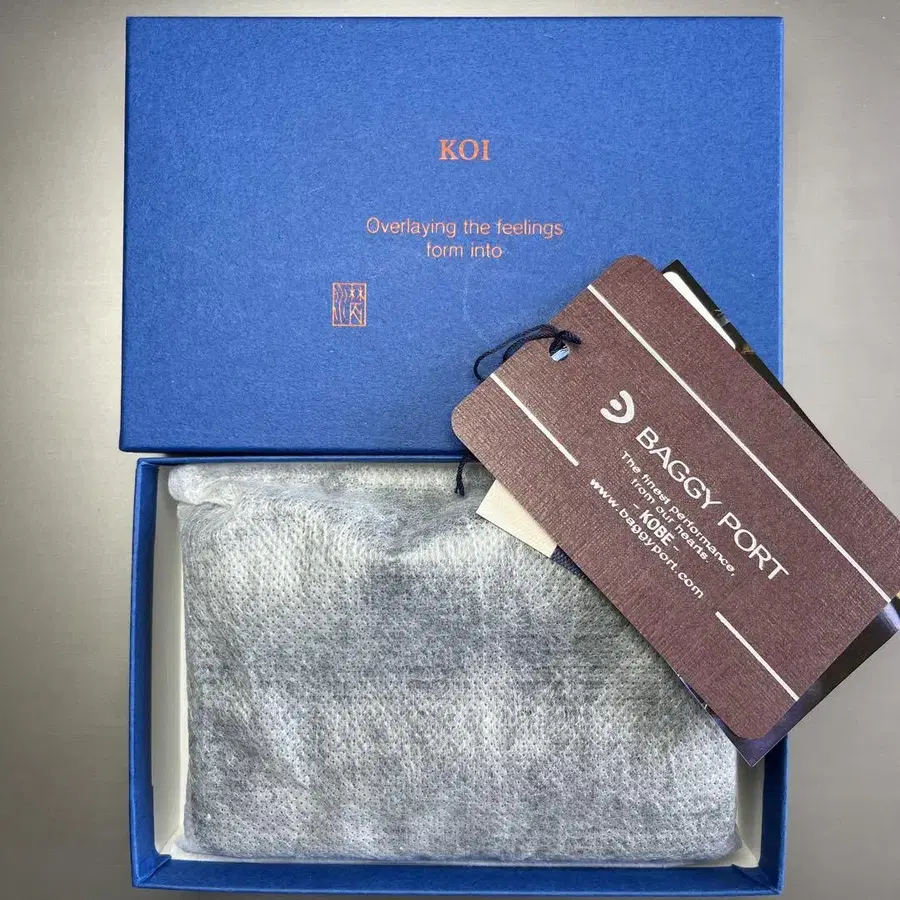 KOI
Overlaying the feelings
form into
BAGGY PORT
The finest performance,
from our hearts.
- KOBE -
www.baggyport.com